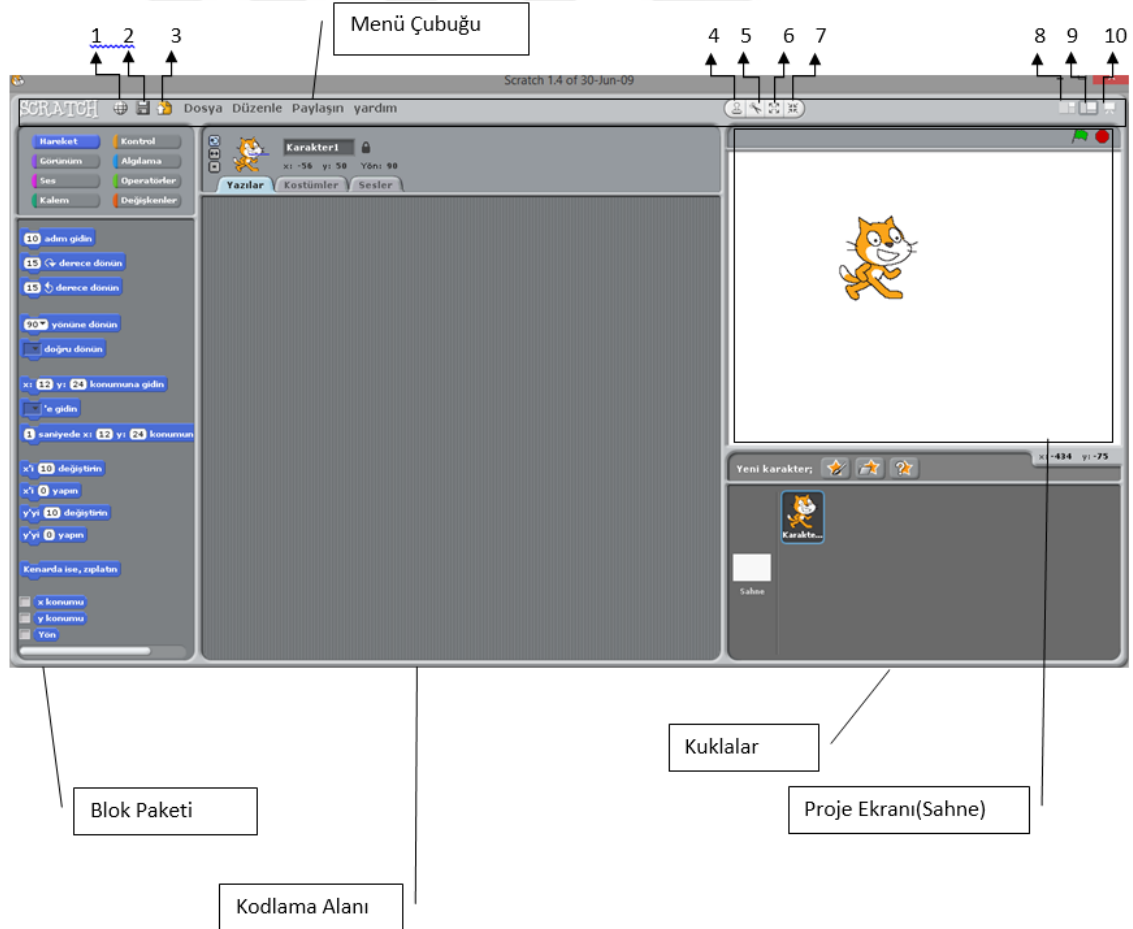 Menü Çubuğu
1 2 3 4 5 6 7 8 9 10
Scratch 1.4 of 30-Jun-09
SCRATCH Dosya Düzenle Paylaşın yardım
Hareket Kontrol
Görünüm Algılama
Ses Operatörler
Kalem Değişkenler
Karakter1
x: -56 y: 50 Yön: 90
Yazılar Kostümler Sesler
10 adım gidin
15 derece dönün
15 derece dönün
90 yönüne dönün
doğru dönün
x: 12 y: 24 konumuna gidin
'e gidin
1 saniyede x: 12 y: 24 konumun
x'i 10 değiştirin
x'i 0 yapın
y'yi 10 değiştirin
y'yi 0 yapın
Kenarda ise, zıplatın
x konumu
y konumu
Yön
x: -434 y: -75
Yeni karakter;
Karakte...
Sahne
Kuklalar
Blok Paketi
Proje Ekranı(Sahne)
Kodlama Alanı